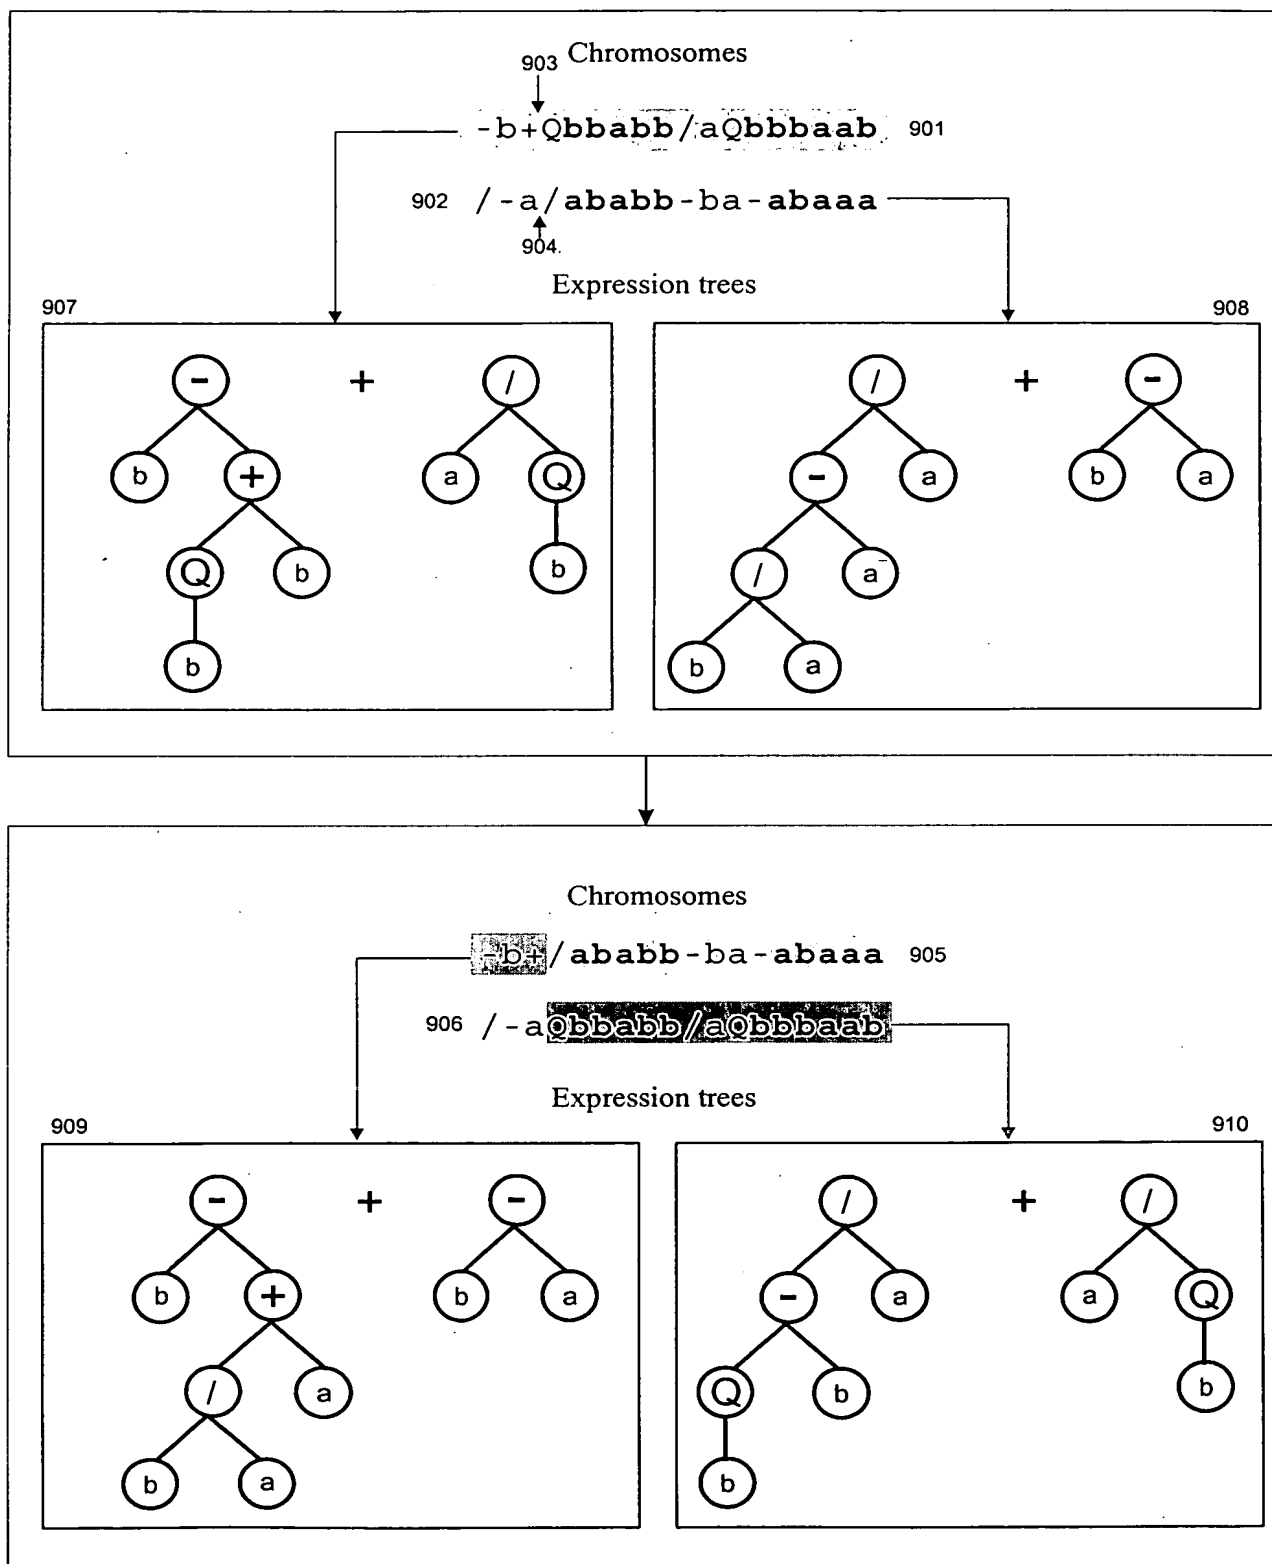 Chromosomes
903
-b+Qbbabb/aQbbbaab 901
902 /-a/ababb-ba-abaaa
904.
Expression trees
907 908
- + / / + -
b + a Q - a b a
Q b b / a
b b a
Chromosomes
-b+/ababb-ba-abaaa 905
906 /-aQbbabb/aQbbbaab
Expression trees
909 910
- + - / + /
b + b a - a a Q
/ a Q b b
b a b